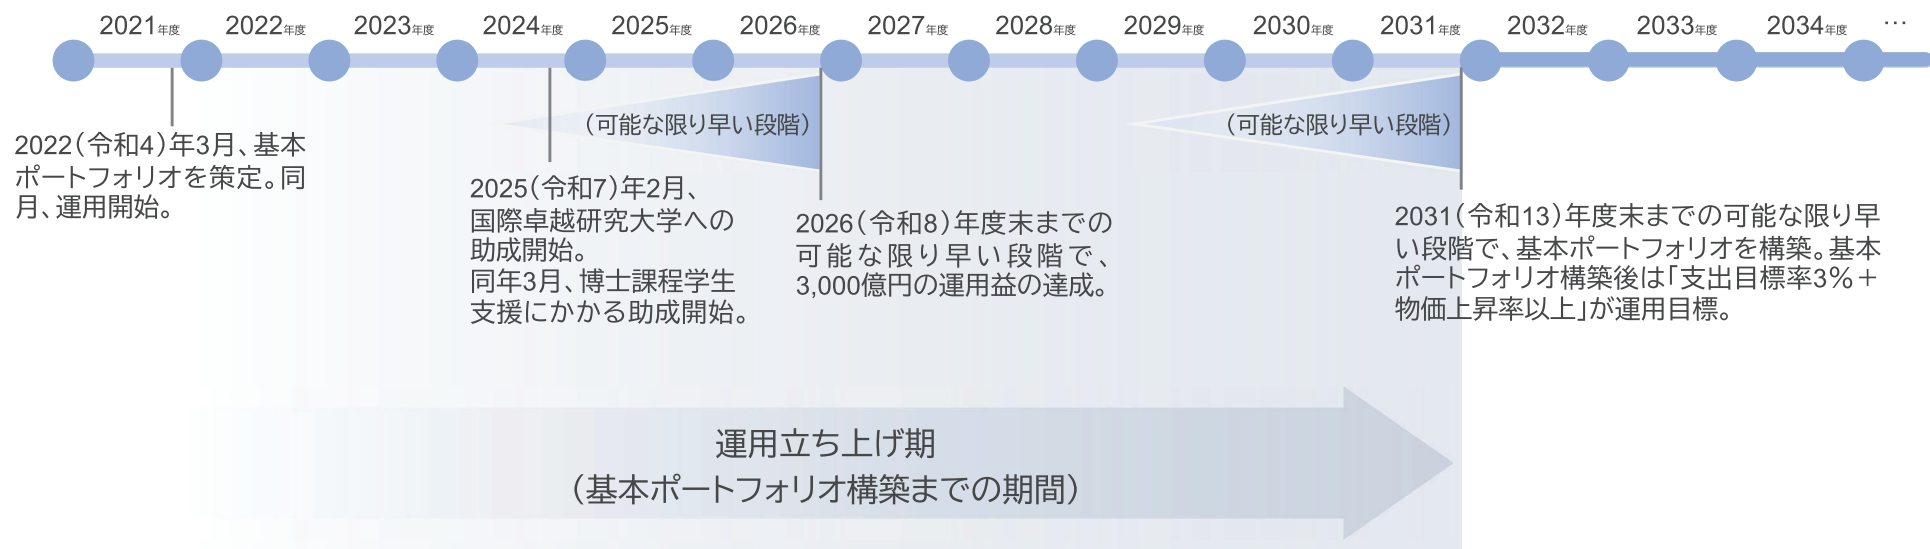 2021年度 2022年度 2023年度 2024年度 2025年度 2026年度 2027年度 2028年度 2029年度 2030年度 2031年度 2032年度 2033年度 2034年度 …
2022（令和4）年3月、基本
ポートフォリオを策定。同
月、運用開始。
（可能な限り早い段階）
2025（令和7）年2月、
国際卓越研究大学への
助成開始。
同年3月、博士課程学生
支援にかかる助成開始。
2026（令和8）年度末までの
可能な限り早い段階で、
3,000億円の運用益の達成。
（可能な限り早い段階）
2031（令和13）年度末までの可能な限り早
い段階で、基本ポートフォリオを構築。基本
ポートフォリオ構築後は「支出目標率3％＋
物価上昇率以上」が運用目標。
運用立ち上げ期
（基本ポートフォリオ構築までの期間）